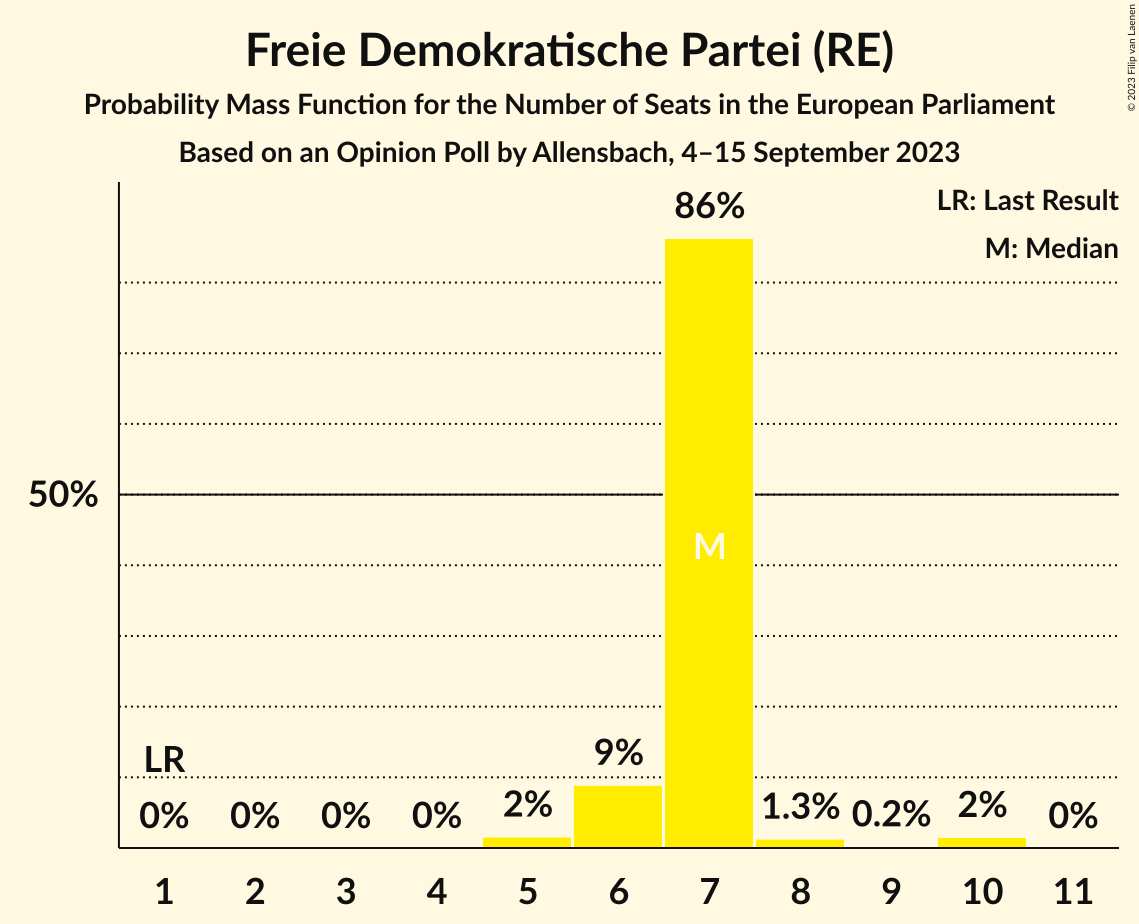 Freie Demokratische Partei (RE)
Probability Mass Function for the Number of Seats in the European Parliament
Based on an Opinion Poll by Allensbach, 4–15 September 2023
© 2023 Filip van Laenen
LR: Last Result
M: Median
86%
50%
M
LR
9%
0% 0% 0% 0% 2% 1.3% 0.2% 2% 0%
1 2 3 4 5 6 7 8 9 10 11